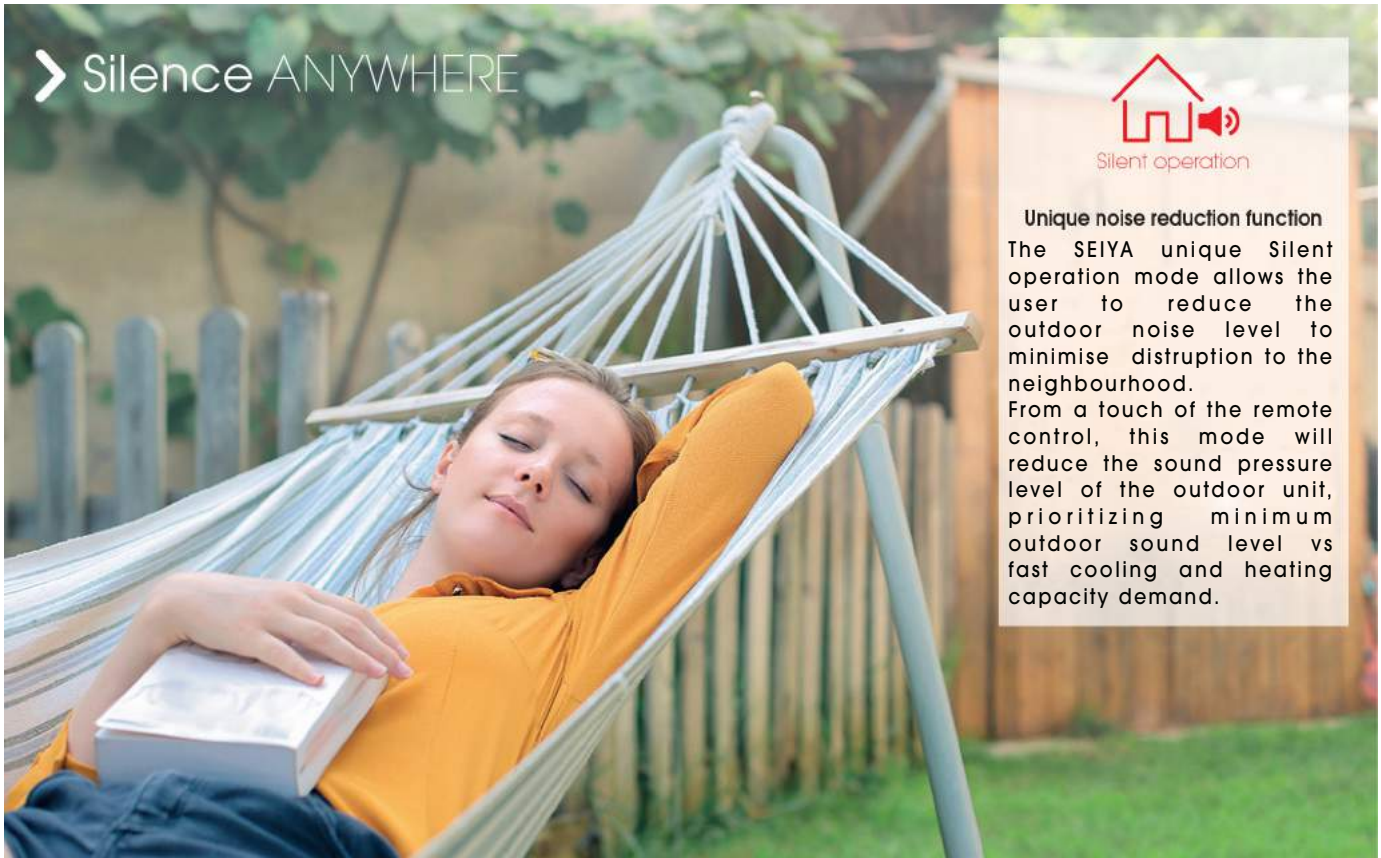 Silence ANYWHERE
Silent operation
Unique noise reduction function
The SEIYA unique Silent
operation mode allows the
user to reduce the
outdoor noise level to
minimise distruption to the
neighbourhood.
From a touch of the remote
control, this mode will
reduce the sound pressure
level of the outdoor unit,
prioritizing minimum
outdoor sound level vs
fast cooling and heating
capacity demand.